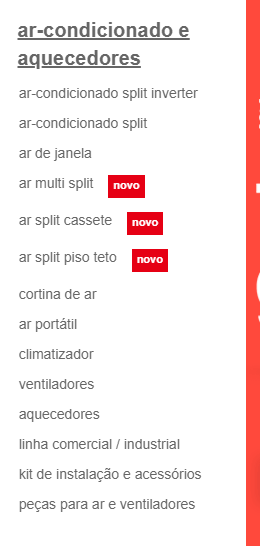 ar-condicionado e
aquecedores
ar-condicionado split inverter
ar-condicionado split
ar de janela
ar multi split novo
ar split cassete novo
ar split piso teto novo
cortina de ar
ar portátil
climatizador
ventiladores
aquecedores
linha comercial / industrial
kit de instalação e acessórios
peças para ar e ventiladores